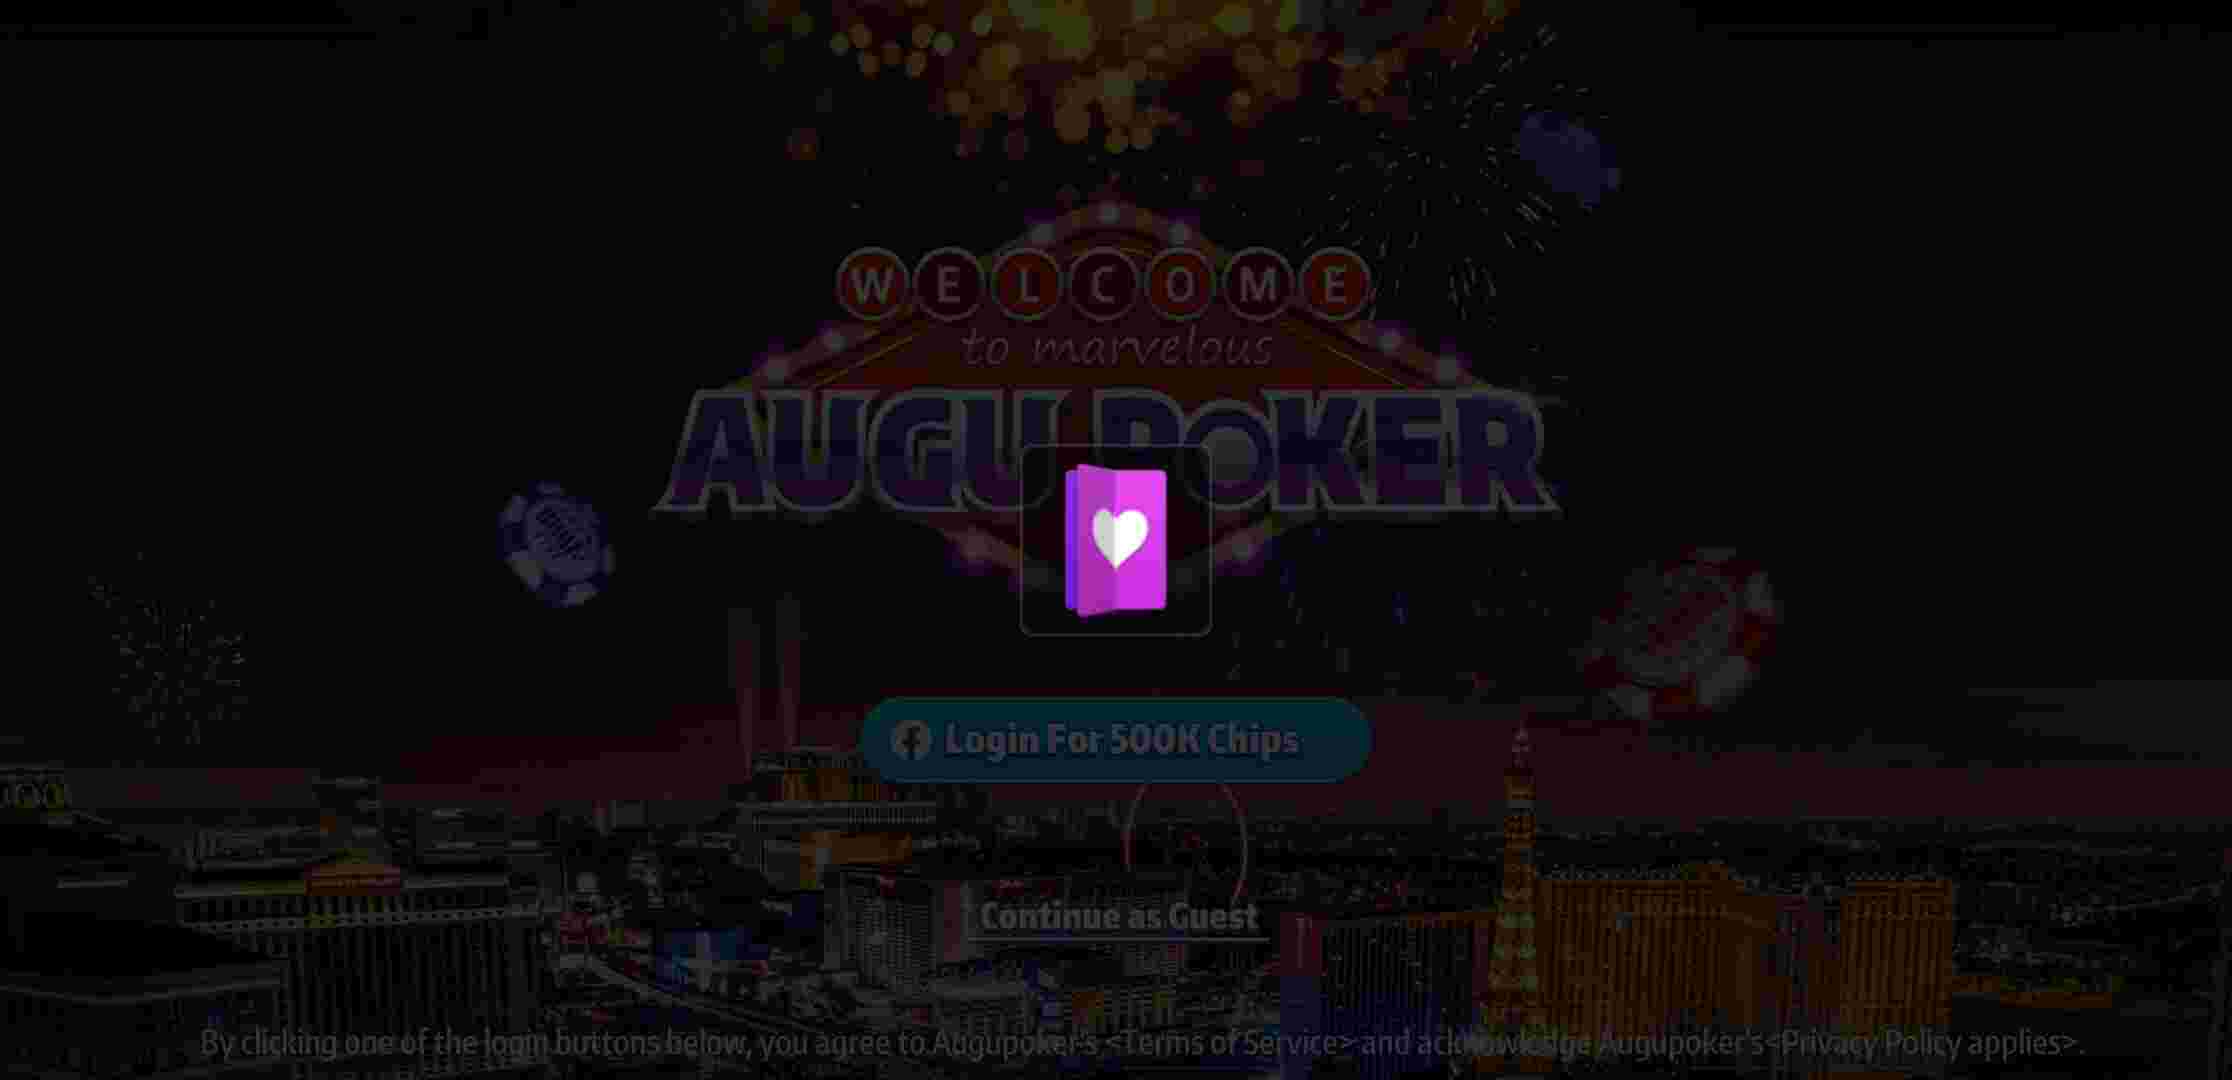 WELCOME
to marvelous
AUGU POKER
Login For 500K Chips
Continue as Guest
By clicking one of the login buttons below, you agree to Augupoker's <Terms of Service> and acknowledge Augupoker's<Privacy Policy applies>.